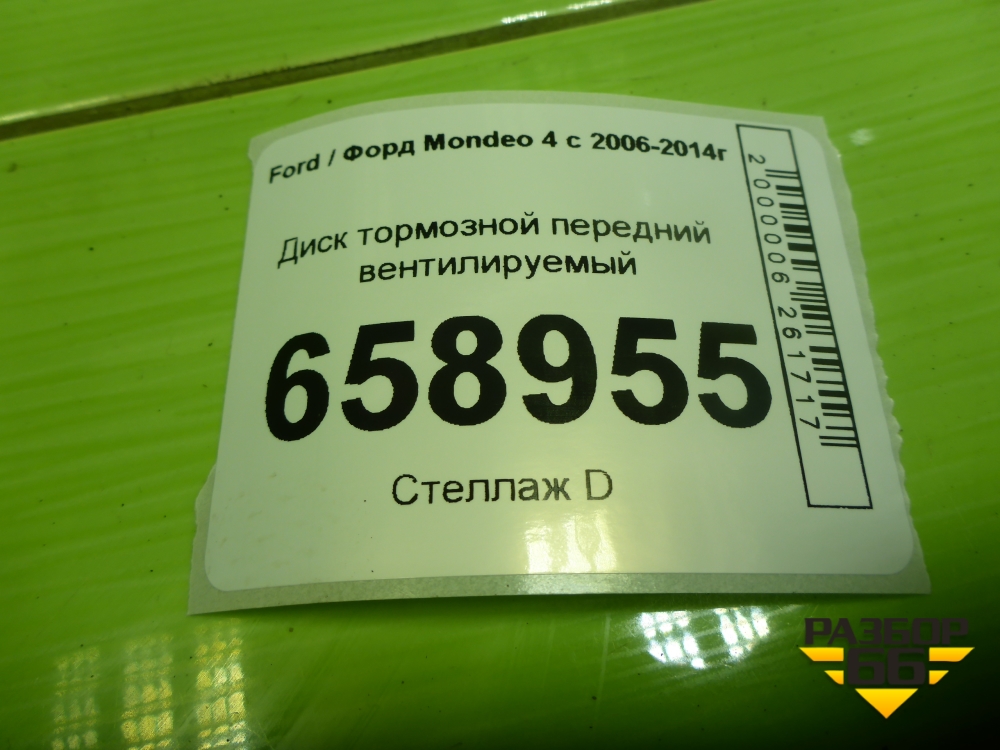 Ford / Форд Mondeo 4 с 2006-2014г
Диск тормозной передний
вентилируемый
658955
Стеллаж D
2000006261717
РАЗБОР
66